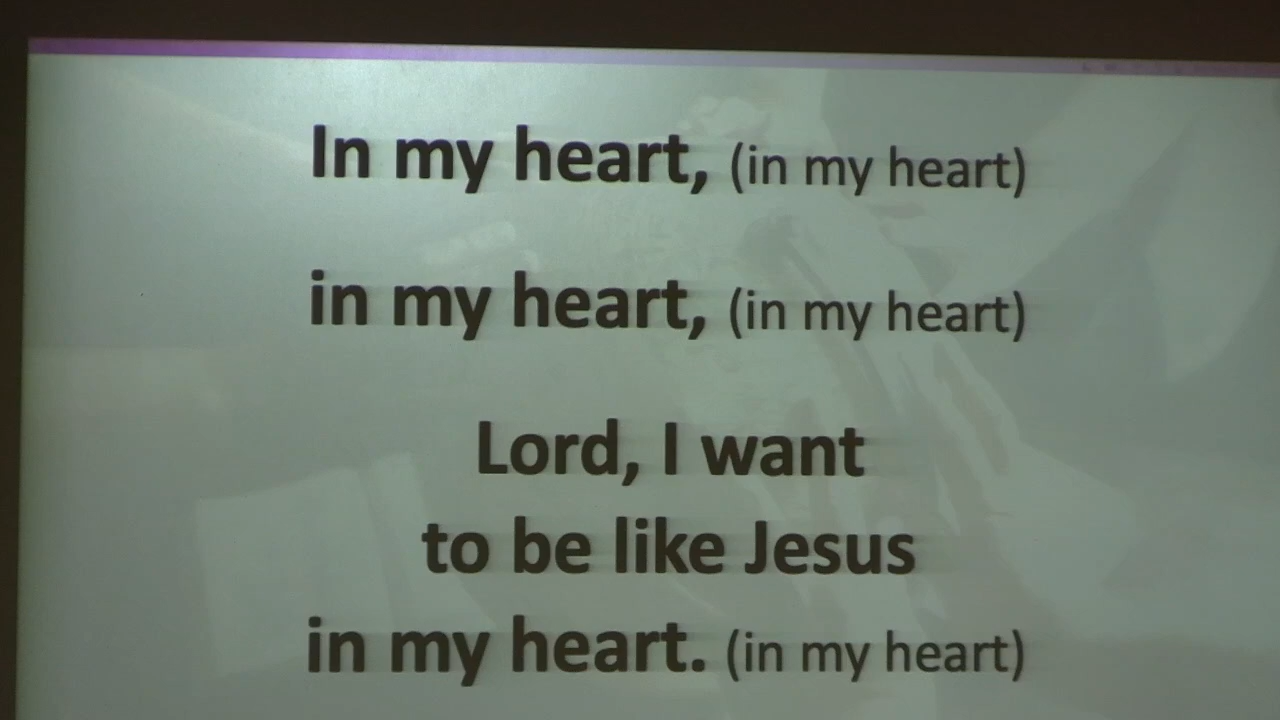 In my heart, (in my heart)
in my heart, (in my heart)
Lord, I want
to be like Jesus
in my heart. (in my heart)